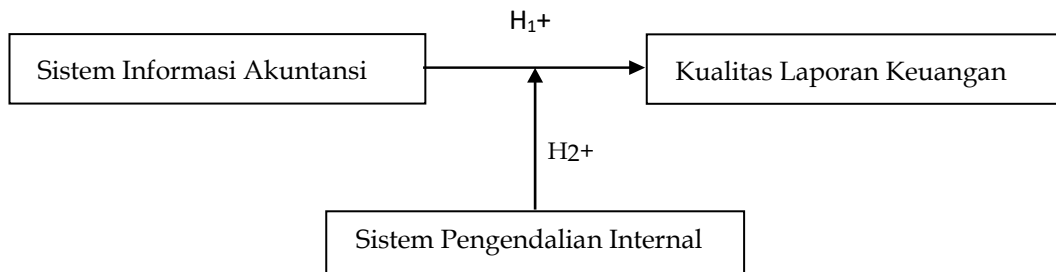 H₁+
Sistem Informasi Akuntansi
Kualitas Laporan Keuangan
H2+
Sistem Pengendalian Internal